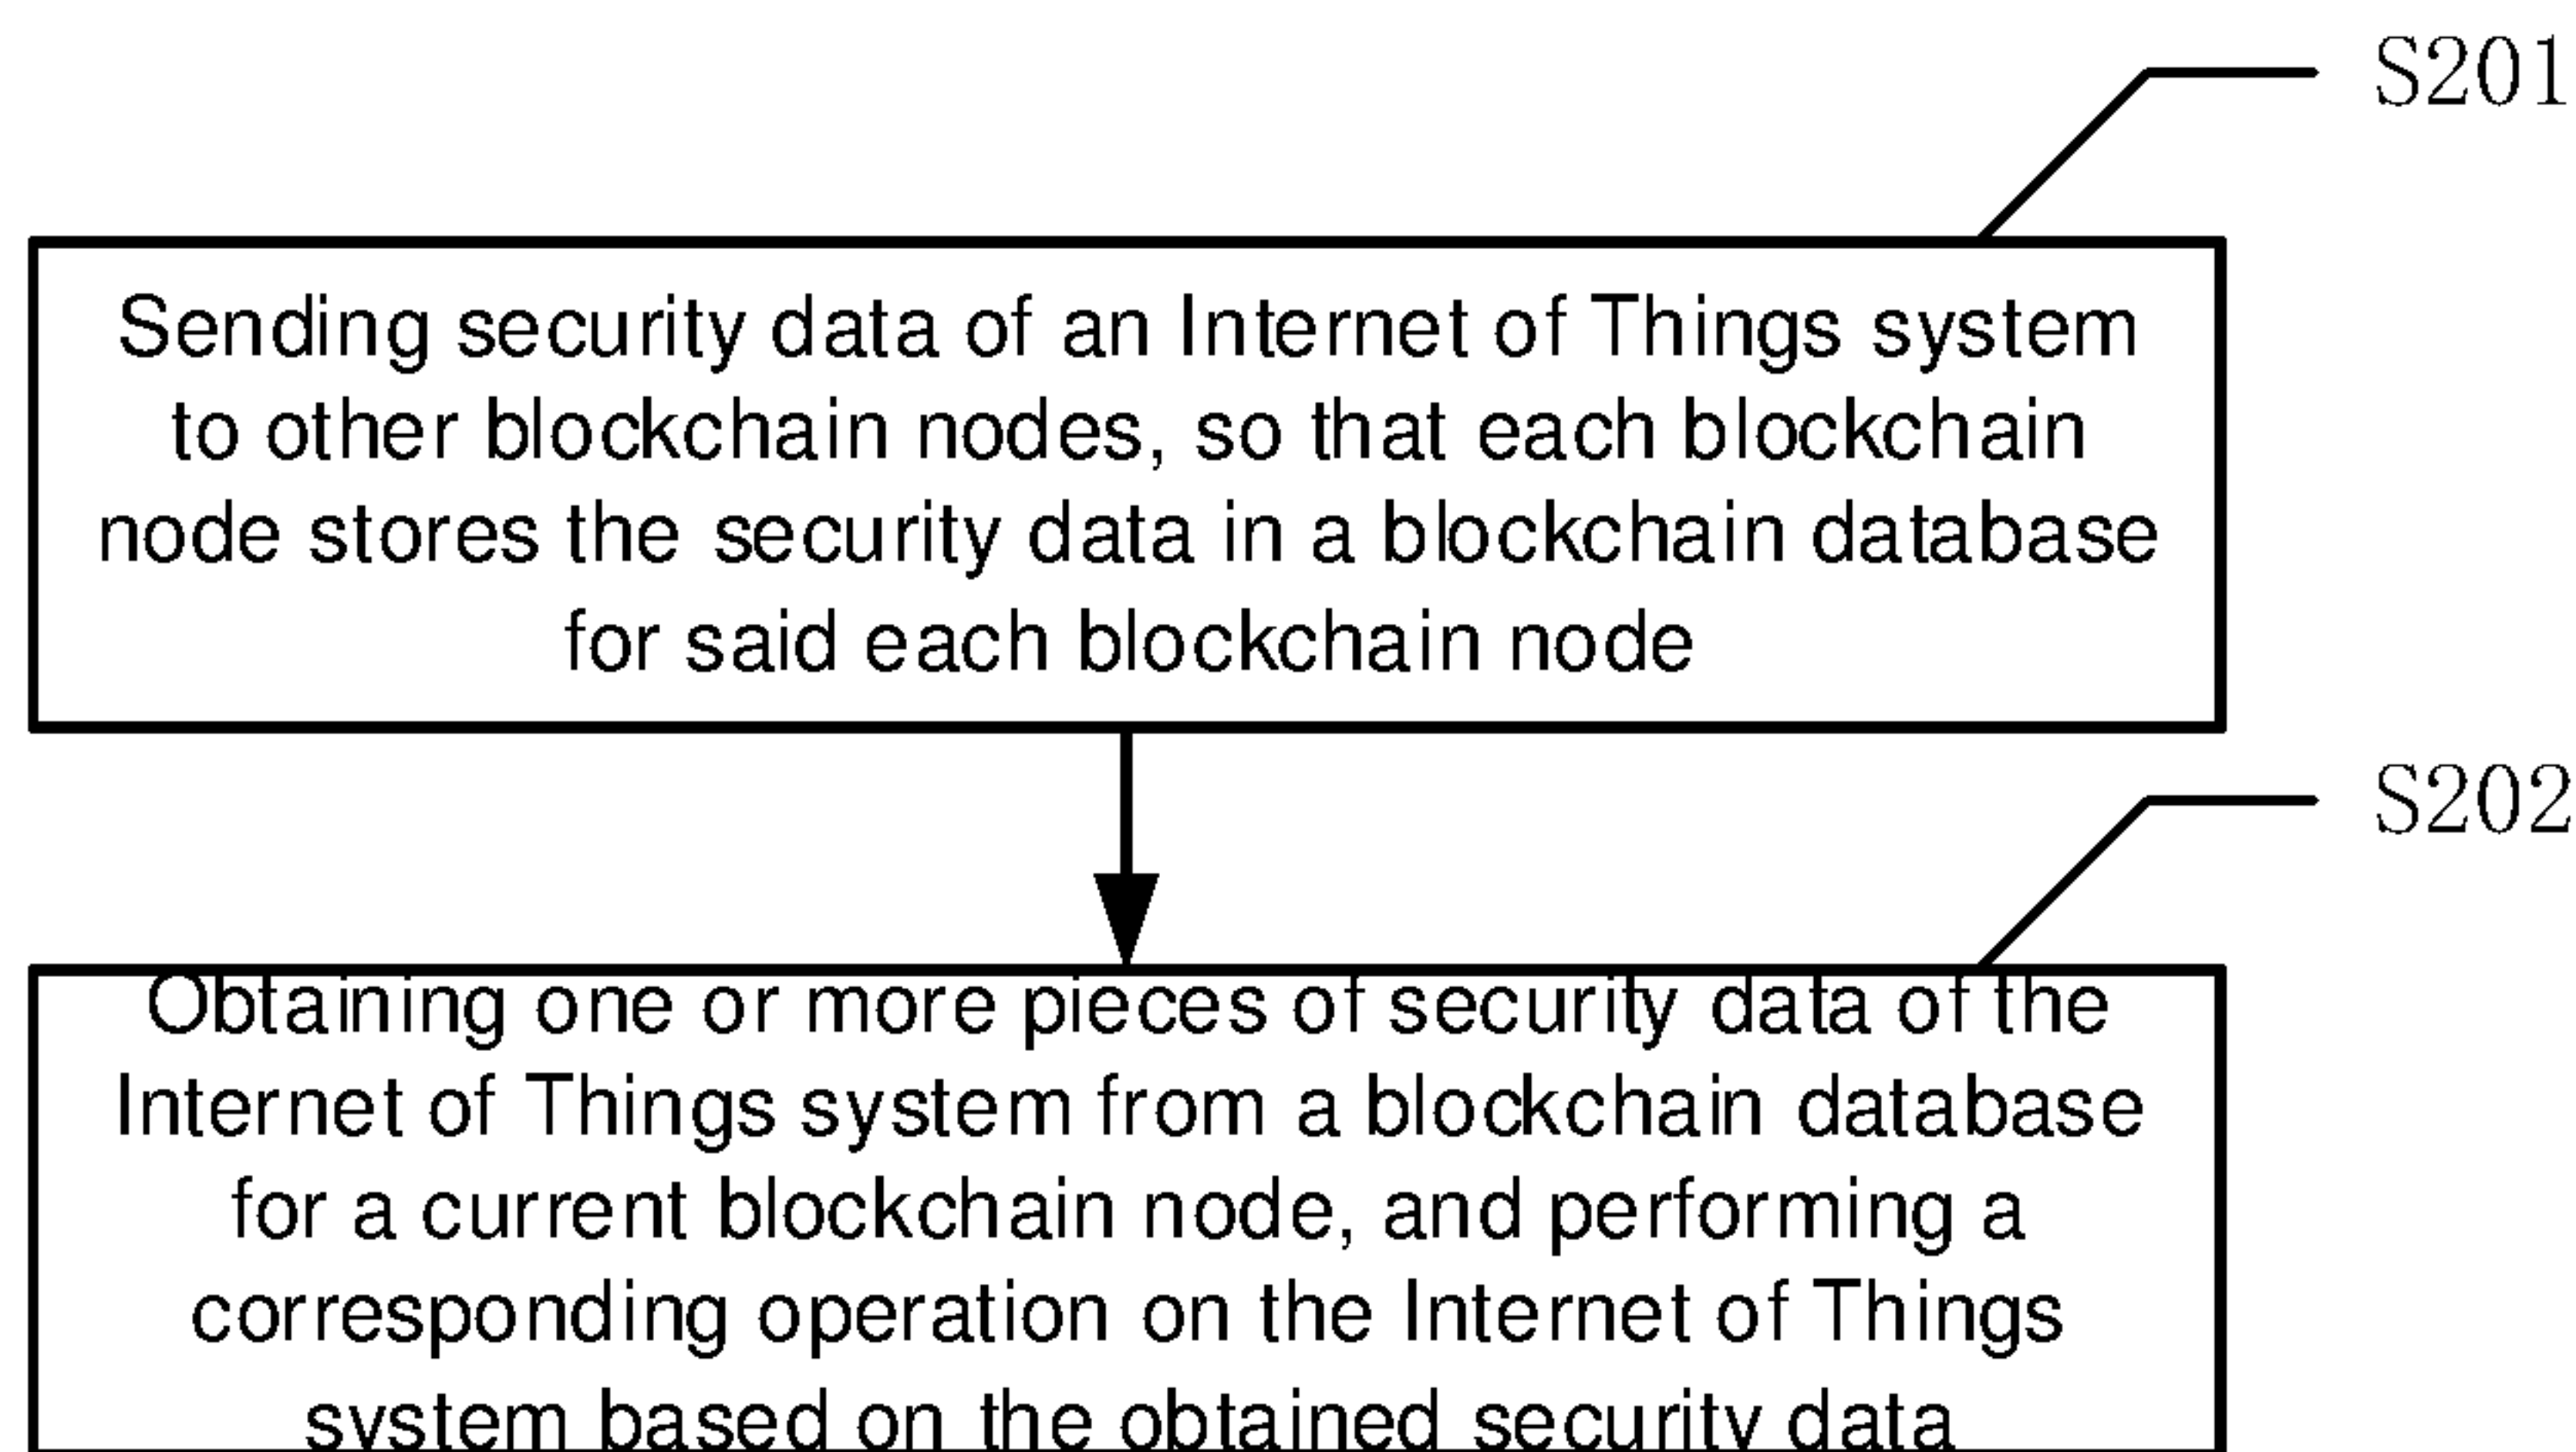 S201
Sending security data of an Internet of Things system
to other blockchain nodes, so that each blockchain
node stores the security data in a blockchain database
for said each blockchain node
S202
Obtaining one or more pieces of security data of the
Internet of Things system from a blockchain database
for a current blockchain node, and performing a
corresponding operation on the Internet of Things
system based on the obtained security data